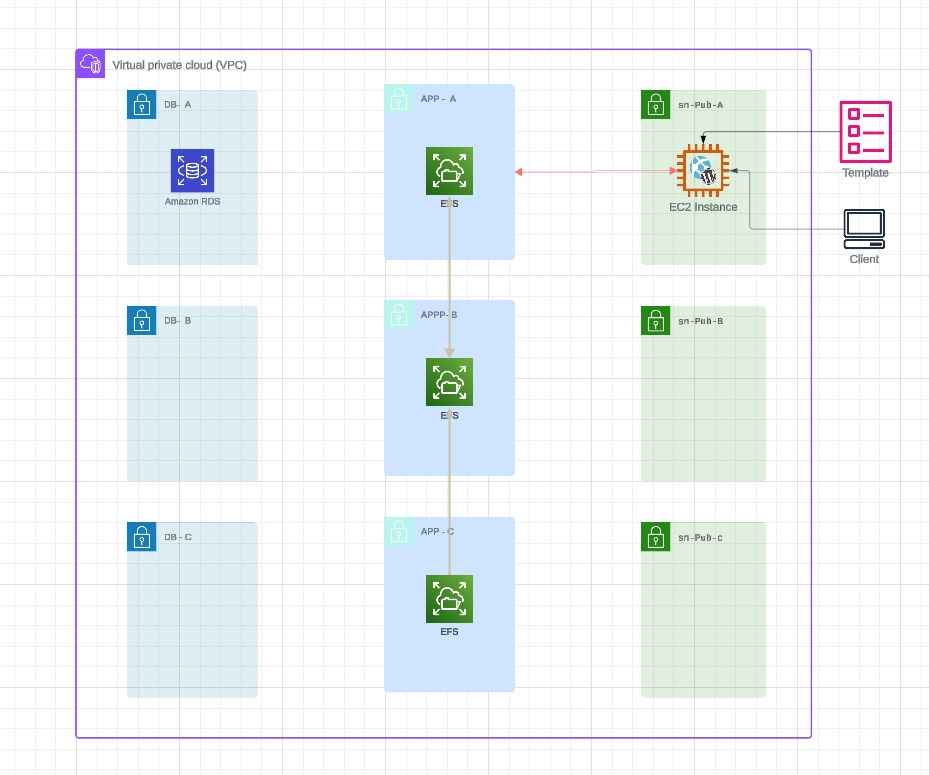 Virtual private cloud (VPC)
DB- A
APP - A
sn-Pub-A
Amazon RDS
EFS
EC2 Instance
Template
Client
DB- B
APPP- B
sn-Pub-B
EFS
DB - C
APP - C
sn-Pub-c
EFS